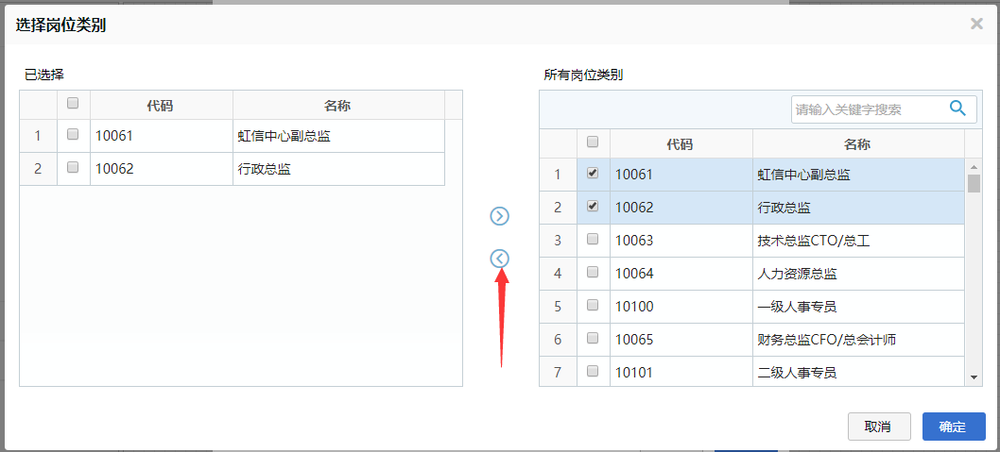 选择岗位类别
已选择
代码 名称
1 10061 虹信中心副总监
2 10062 行政总监
所有岗位类别
请输入关键字搜索
代码 名称
1 10061 虹信中心副总监
2 10062 行政总监
3 10063 技术总监CTO/总工
4 10064 人力资源总监
5 10100 一级人事专员
6 10065 财务总监CFO/总会计师
7 10101 二级人事专员
取消 确定